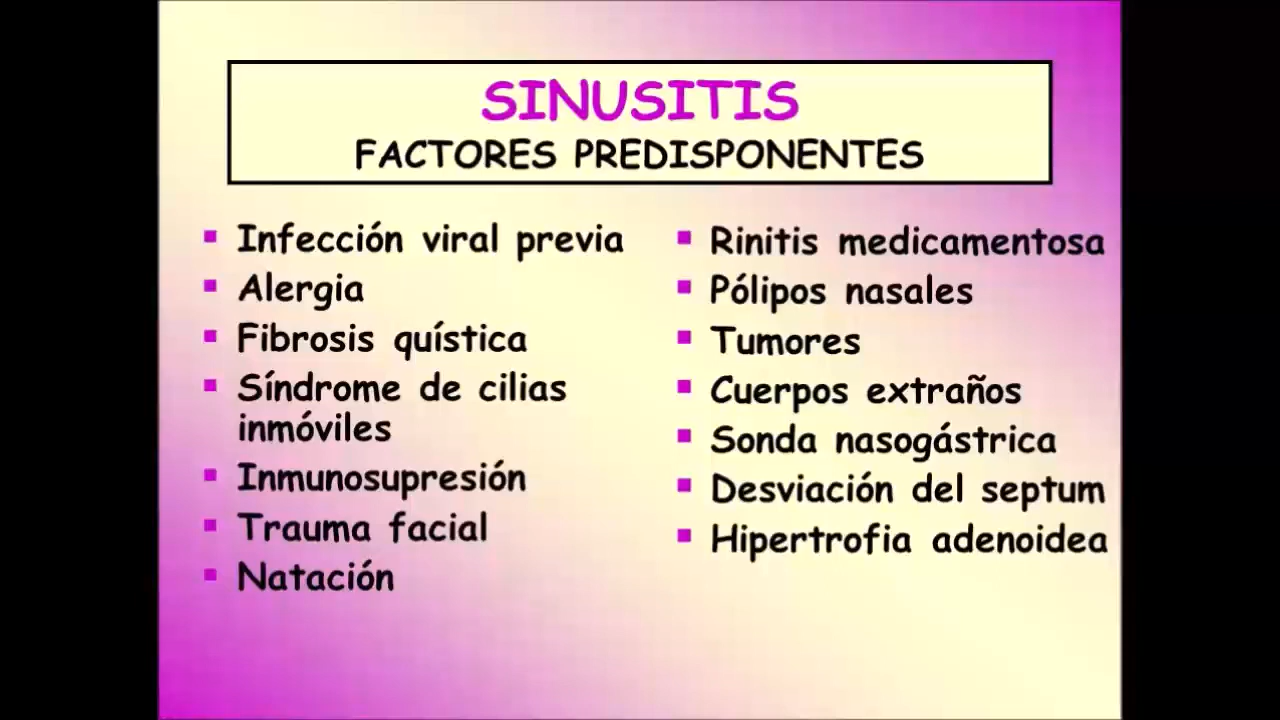 SINUSITIS
FACTORES PREDISPONENTES
Infección viral previa
Alergia
Fibrosis quística
Síndrome de cilias
inmóviles
Inmunosupresión
Trauma facial
Natación
Rinitis medicamentosa
Pólipos nasales
Tumores
Cuerpos extraños
Sonda nasogástrica
Desviación del septum
Hipertrofia adenoidea